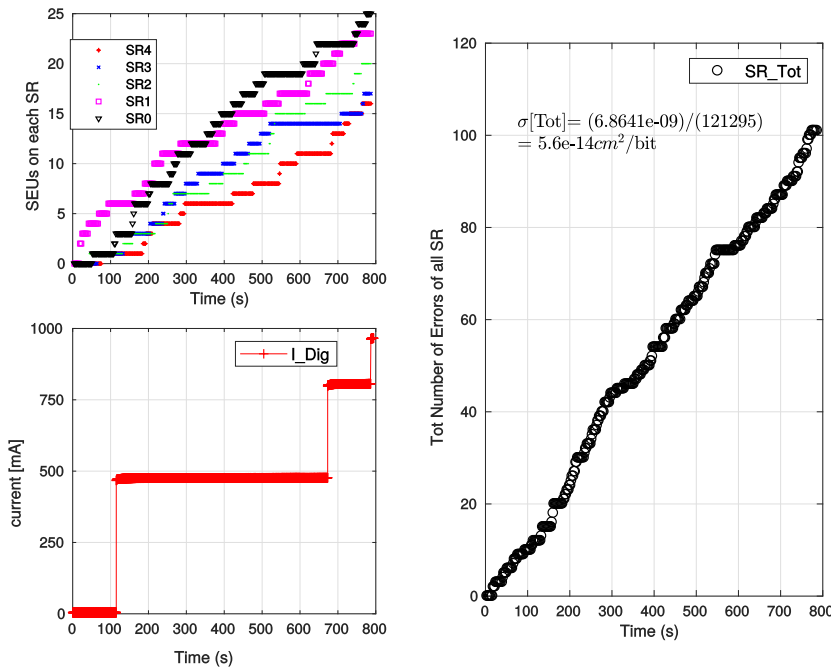 25
20
15
10
5
0
SEUs on each SR
SR4
SR3
SR2
SR1
SR0
0 100 200 300 400 500 600 700 800
Time (s)
1000
750
500
250
0
current [mA]
I_Dig
0 100 200 300 400 500 600 700 800
Time (s)
120
100
80
60
40
20
0
Tot Number of Errors of all SR
SR_Tot
σ[Tot]= (6.8641e-09)/(121295)
= 5.6e-14cm²/bit
0 100 200 300 400 500 600 700 800
Time (s)